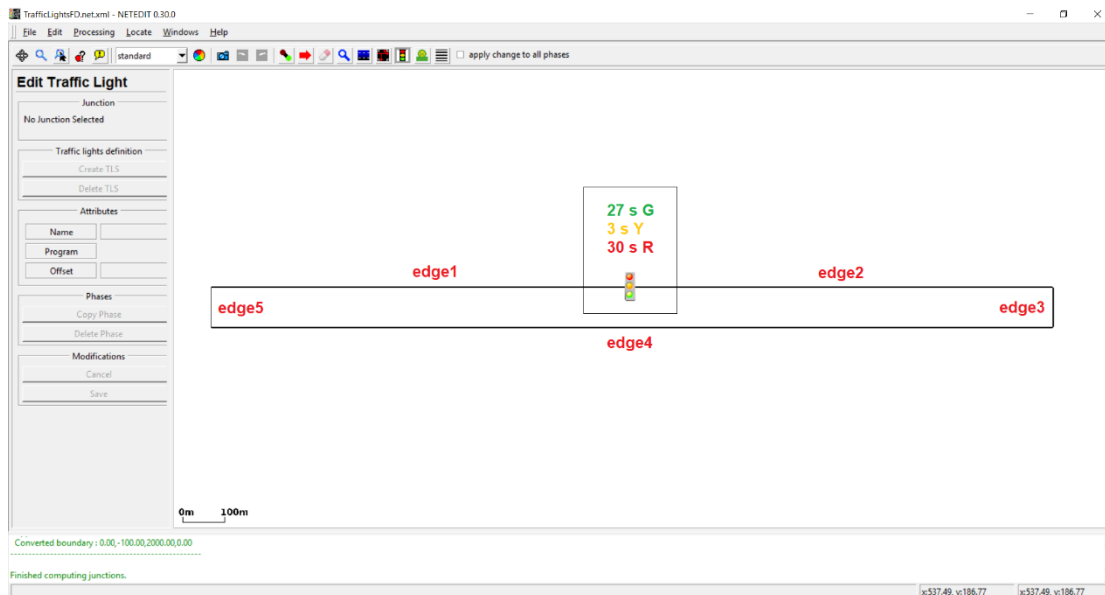 TrafficLightsFD.net.xml - NETEDIT 0.30.0
File Edit Processing Locate Windows Help
standard
apply change to all phases
Edit Traffic Light
Junction
No Junction Selected
Traffic lights definition
Create TLS
Delete TLS
Attributes
Name
Program
Offset
Phases
Copy Phase
Delete Phase
Modifications
Cancel
Save
27 s G
3 s Y
30 s R
edge1
edge2
edge5
edge3
edge4
0m 100m
Converted boundary : 0.00,-100.00,2000.00,0.00
Finished computing junctions.
x:537.49, y:186.77 x:537.49, y:186.77